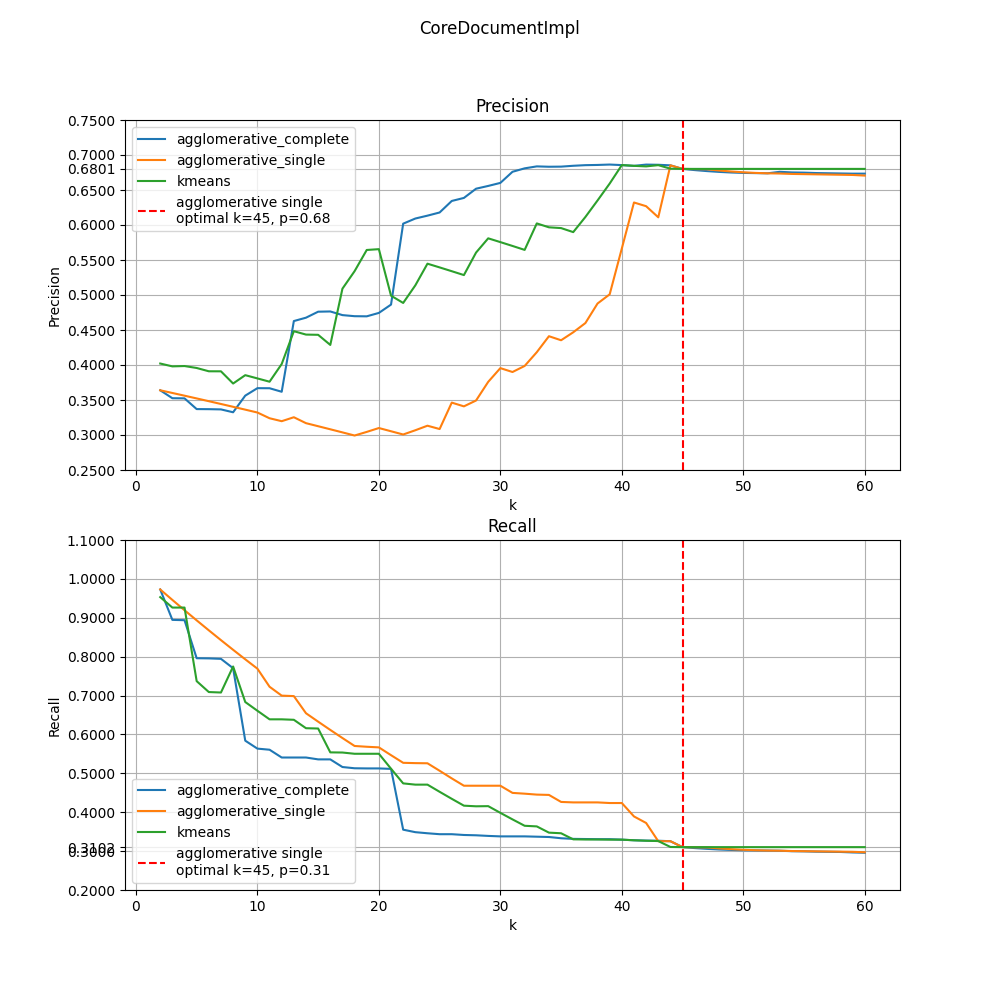 CoreDocumentImpl
Precision
0.7500
0.7000
0.6801
0.6500
0.6000
0.5500
0.5000
0.4500
0.4000
0.3500
0.3000
0.2500
Precision
agglomerative_complete
agglomerative_single
kmeans
agglomerative single
optimal k=45, p=0.68
0 10 20 30 40 50 60
k
Recall
1.1000
1.0000
0.9000
0.8000
0.7000
0.6000
0.5000
0.4000
0.3102
0.2000
Recall
agglomerative_complete
agglomerative_single
kmeans
agglomerative single
optimal k=45, p=0.31
0 10 20 30 40 50 60
k